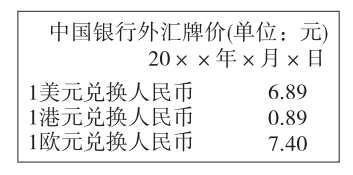 中国银行外汇牌价(单位：元)
20××年×月×日
1美元兑换人民币 6.89
1港元兑换人民币 0.89
1欧元兑换人民币 7.40